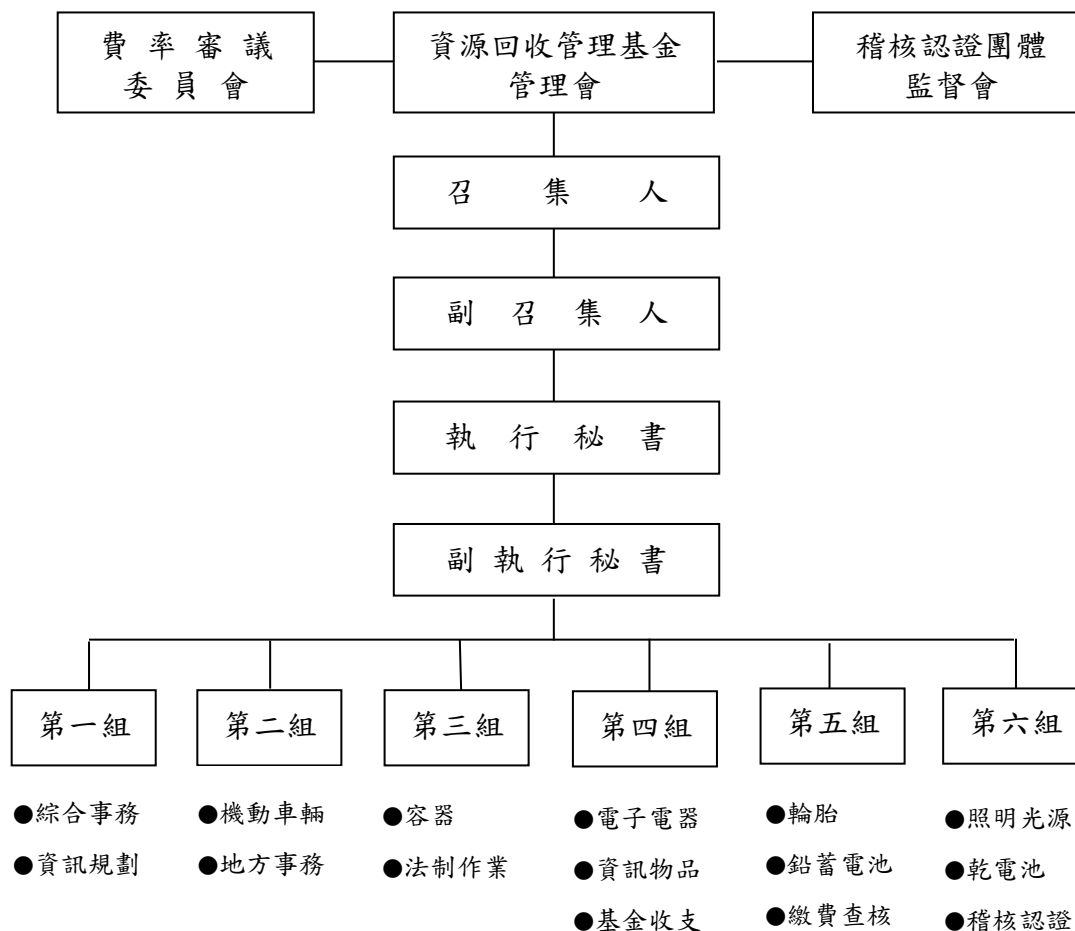 費率審議
委員會
資源回收管理基金
管理會
稽核認證團體
監督會
召集人
副召集人
執行秘書
副執行秘書
第一組
●綜合事務
●資訊規劃
第二組
●機動車輛
●地方事務
第三組
●容器
●法制作業
第四組
●電子電器
●資訊物品
●基金收支
第五組
●輪胎
●鉛蓄電池
●繳費查核
第六組
●照明光源
●乾電池
●稽核認證